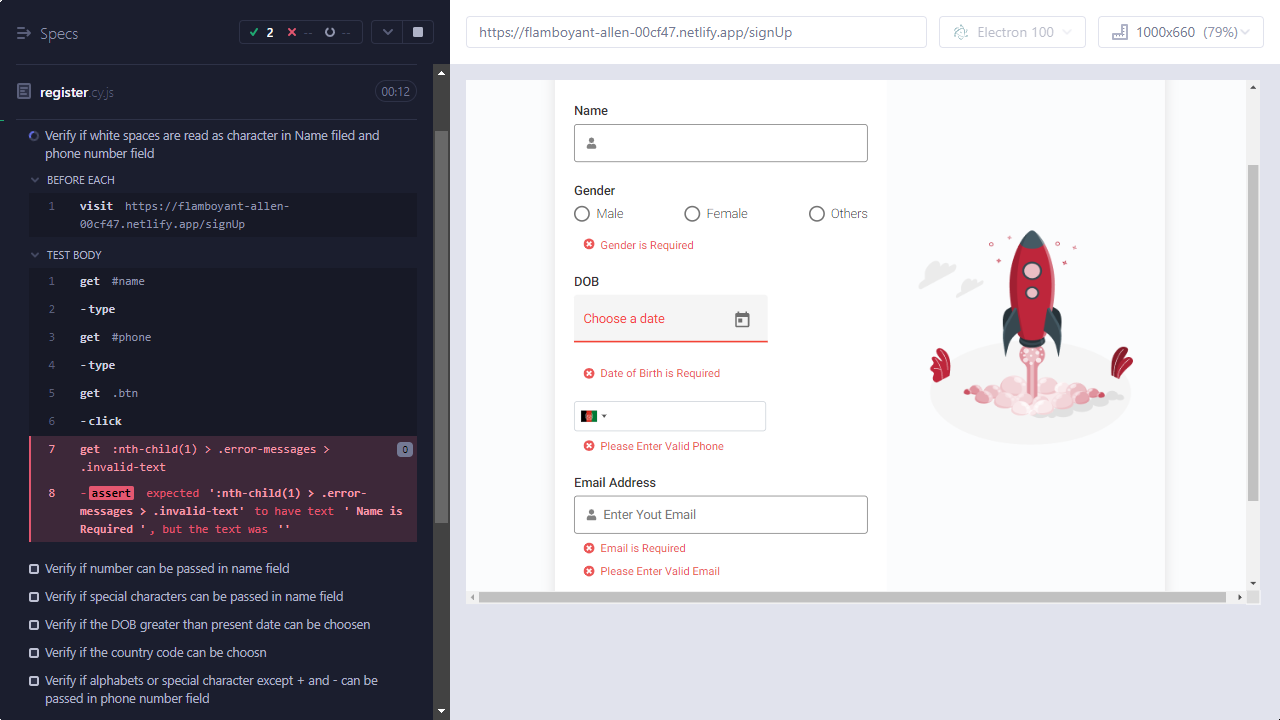 Specs
2
--
--
https://flamboyant-allen-00cf47.netlify.app/signUp
Electron 100
1000x660 (79%)
register.cy.js
00:12
Verify if white spaces are read as character in Name filed and
phone number field
BEFORE EACH
1 visit https://flamboyant-allen-
00cf47.netlify.app/signUp
TEST BODY
1 get #name
2 -type
3 get #phone
4 -type
5 get .btn
6 -click
7 get :nth-child(1) > .error-messages >
.invalid-text
0
8 -assert expected ':nth-child(1) > .error-
messages > .invalid-text' to have text ' Name is
Required ', but the text was ''
Verify if number can be passed in name field
Verify if special characters can be passed in name field
Verify if the DOB greater than present date can be choosen
Verify if the country code can be choosn
Verify if alphabets or special character except + and - can be
passed in phone number field
Name
Gender
Male
Female
Others
Gender is Required
DOB
Choose a date
Date of Birth is Required
Please Enter Valid Phone
Email Address
Enter Yout Email
Email is Required
Please Enter Valid Email